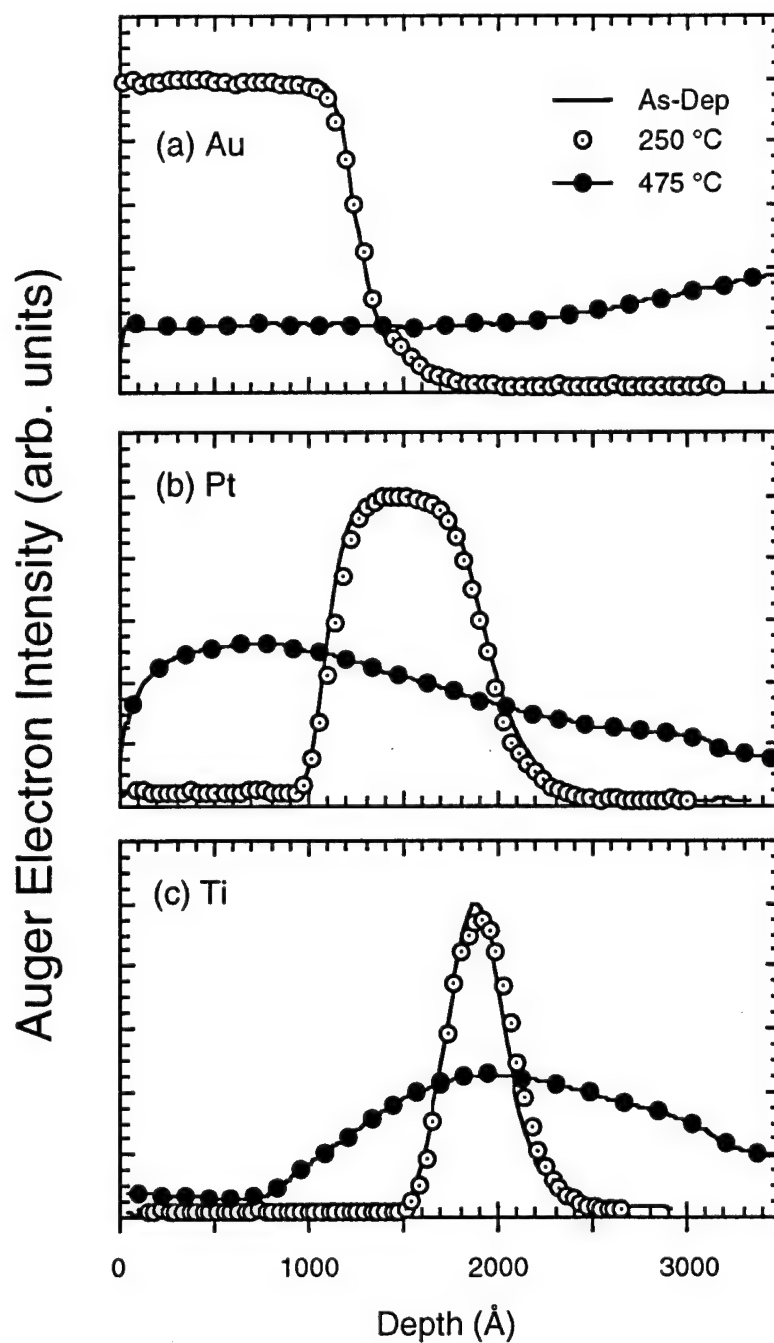 Auger Electron Intensity (arb. units)
(a) Au
As-Dep
250 °C
475 °C
(b) Pt
(c) Ti
0 1000 2000 3000
Depth (Å)